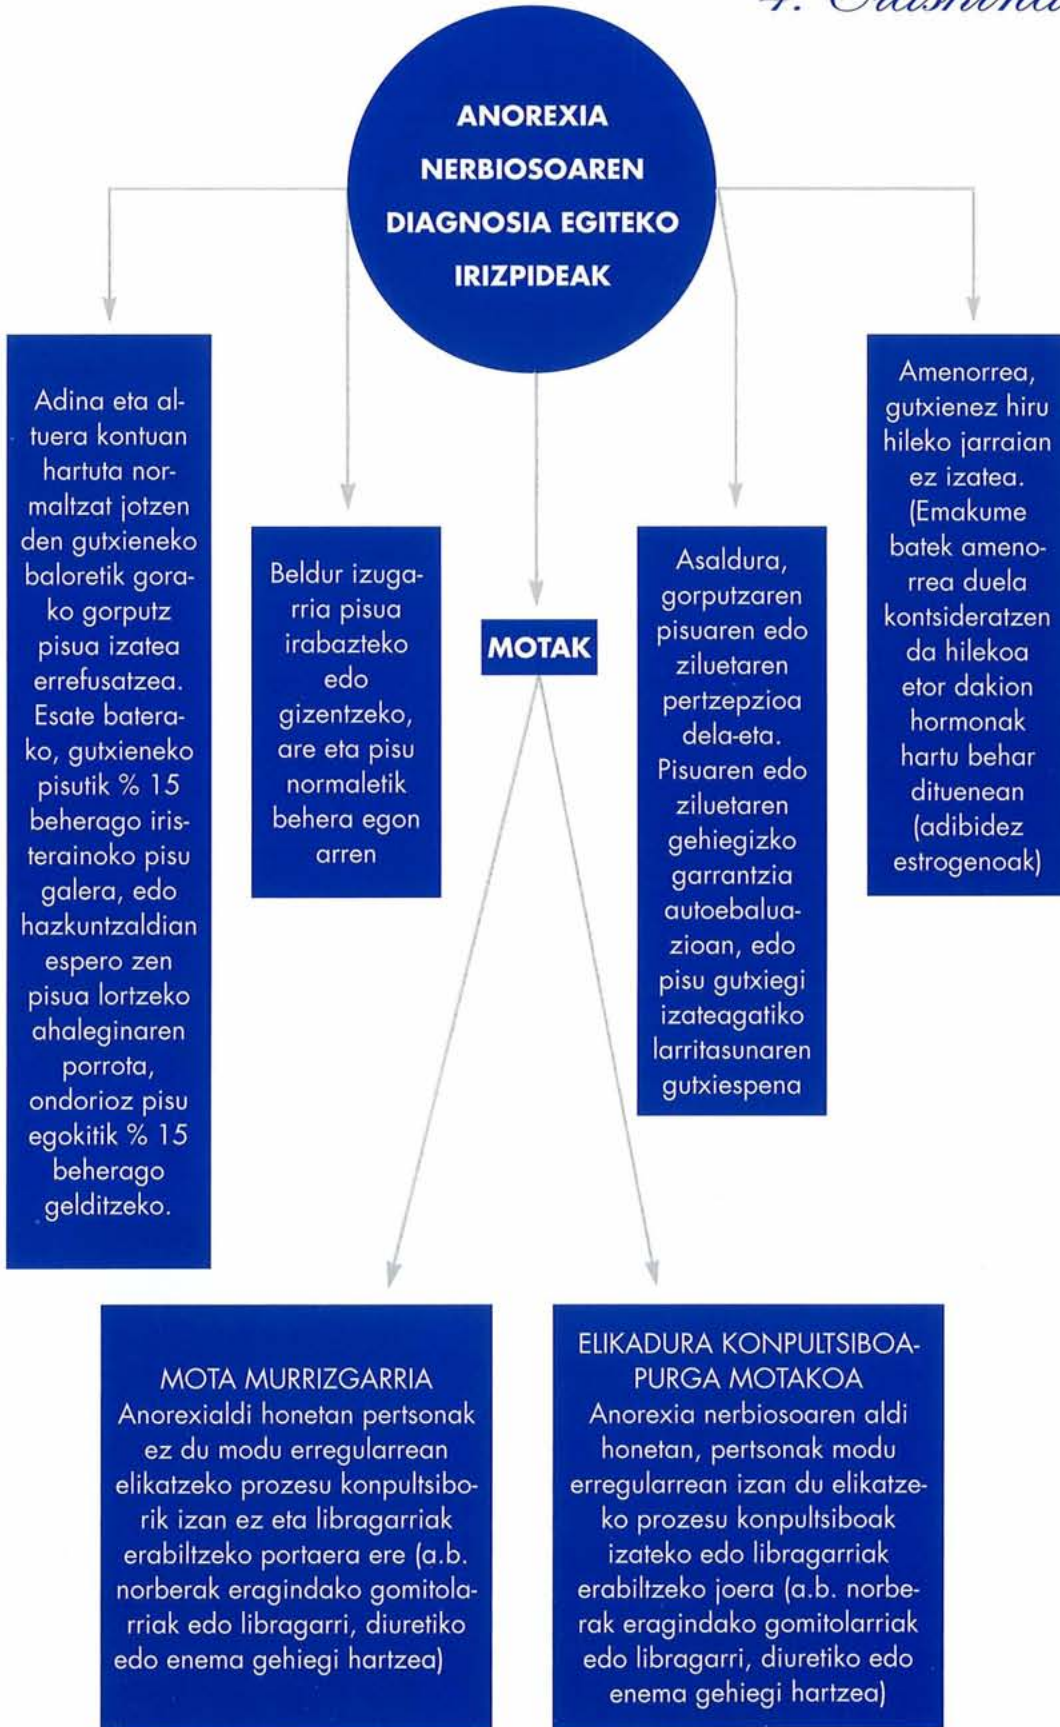 4.
ANOREXIA
NERBIOSOAREN
DIAGNOSIA EGITEKO
IRIZPIDEAK
Adina eta al-
tuera kontuan
hartuta nor-
maltzat jotzen
den gutxieneko
baloretik gora-
ko gorputz
pisua izatea
errefusatzea.
Esate batera-
ko, gutxieneko
pisutik % 15
beherago iris-
terainoko pisu
galera, edo
hazkuntzaldian
espero zen
pisua lortzeko
ahaleginaren
porrota,
ondorioz pisu
egokitik % 15
beherago
gelditzeko.
Beldur izuga-
rria pisua
irabazteko
edo
gizentzeko,
are eta pisu
normaletik
behera egon
arren
MOTAK
Asaldura,
gorputzaren
pisuaren edo
ziluetaren
pertzepzioa
dela-eta.
Pisuaren edo
ziluetaren
gehiegizko
garrantzia
autoebalua-
zioan, edo
pisu gutxiegi
izateagatiko
larritasunaren
gutxiespena
Amenorrea,
gutxienez hiru
hileko jarraian
ez izatea.
(Emakume
batek ameno-
rrea duela
kontsideratzen
da hilekoa
etor dakion
hormonak
hartu behar
dituenean
(adibidez
estrogenoak)
MOTA MURRIZGARRIA
Anorexialdi honetan pertsonak
ez du modu erregularrean
elikatzeko prozesu konpultsibo-
rik izan ez eta libragarriak
erabiltzeko portaera ere (a.b.
norberak eragindako gomitola-
rriak edo libragarri, diuretiko
edo enema gehiegi hartzea)
ELIKADURA KONPULTSIBOA-
PURGA MOTAKOA
Anorexia nerbiosoaren aldi
honetan, pertsonak modu
erregularrean izan du elikatze-
ko prozesu konpultsiboak
izateko edo libragarriak
erabiltzeko joera (a.b. norbe-
rak eragindako gomitolarriak
edo libragarri, diuretiko edo
enema gehiegi hartzea)